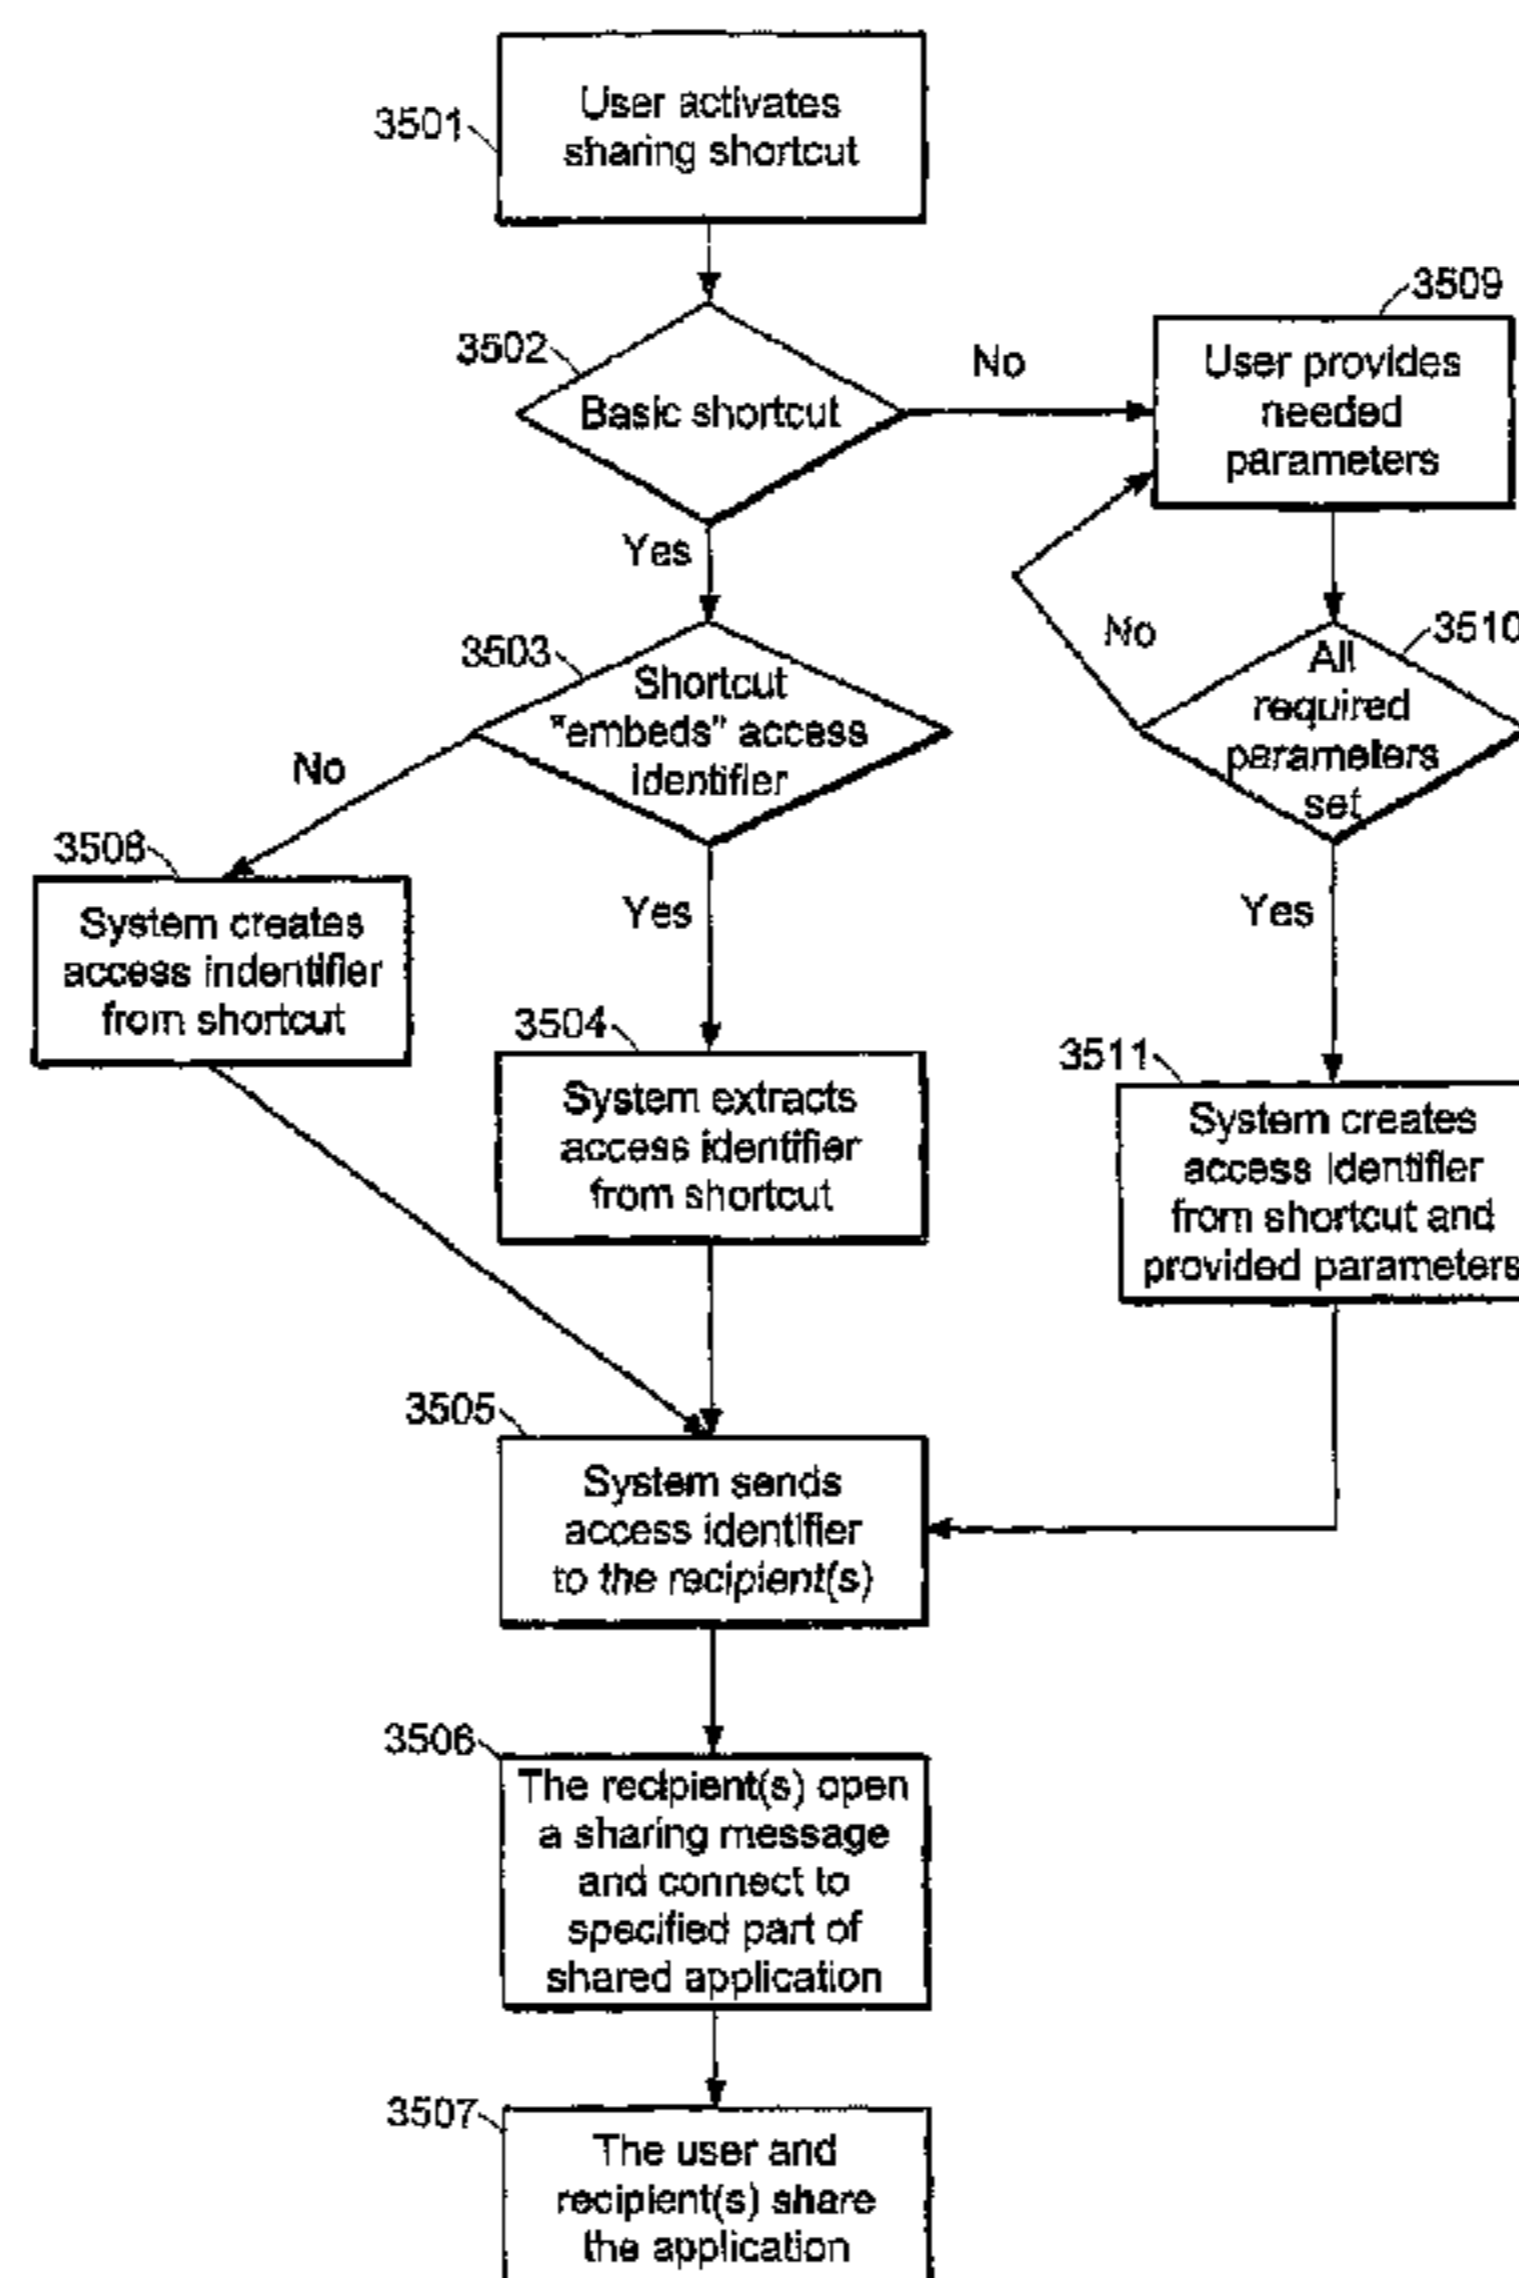 3501
User activates
sharing shortcut
3502
Basic shortcut
No
3509
User provides
needed
parameters
Yes
3503
Shortcut
"embeds" access
identifier
No
3510
All
required
parameters
set
No
3508
System creates
access indentifier
from shortcut
Yes
3504
System extracts
access identifier
from shortcut
Yes
3511
System creates
access identifier
from shortcut and
provided parameters
3505
System sends
access identifier
to the recipient(s)
3506
The recipient(s) open
a sharing message
and connect to
specified part of
shared application
3507
The user and
recipient(s) share
the application